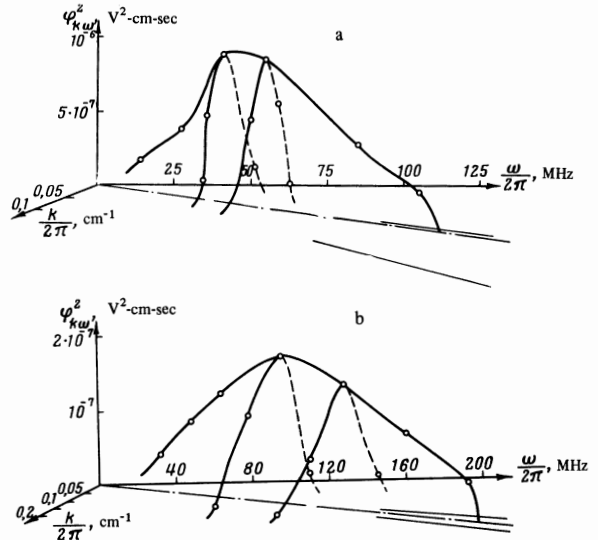 φ²kω, V²-cm-sec
a
10⁻⁶
5·10⁻⁷
25 50 75 100 125 ω/2π, MHz
0,1 0,05
k/2π, cm⁻¹
φ²kω, V²-cm-sec
b
2·10⁻⁷
10⁻⁷
40 80 120 160 200 ω/2π, MHz
0,2 0,1 0,05
k/2π, cm⁻¹